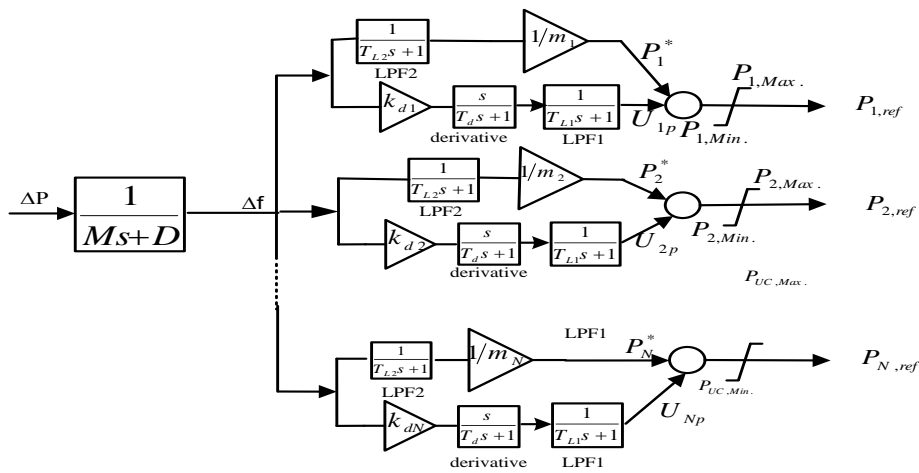 ΔP
1
Ms+D
Δf
1
T_{L2}s+1
LPF2
1/m_1
P_1^*
k_{d1}
s
T_ds+1
derivative
1
T_{L1}s+1
LPF1
U_{1p}
P_{1,Max.}
P_{1,Min.}
P_{1,ref}
1
T_{L2}s+1
LPF2
1/m_2
P_2^*
k_{d2}
s
T_ds+1
derivative
1
T_{L1}s+1
U_{2p}
P_{2,Max.}
P_{2,Min.}
P_{2,ref}
P_{UC,Max.}
1
T_{L2}s+1
LPF2
1/m_N
LPF1
P_N^*
k_{dN}
s
T_ds+1
derivative
1
T_{L1}s+1
LPF1
U_{Np}
P_{UC,Min.}
P_{N,ref}